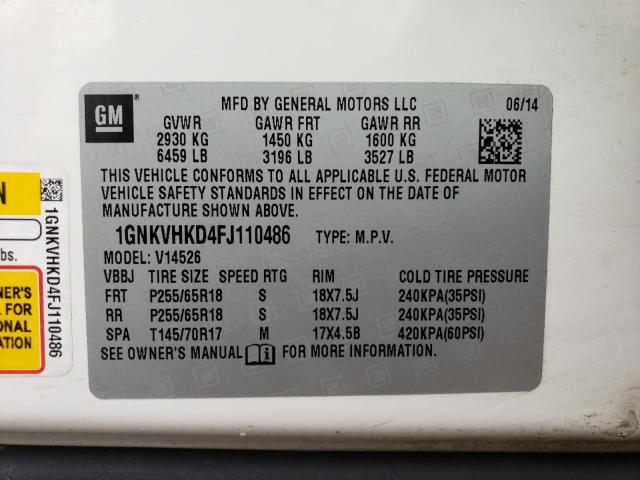 GM
MFD BY GENERAL MOTORS LLC 06/14
GVWR GAWR FRT GAWR RR
2930 KG 1450 KG 1600 KG
6459 LB 3196 LB 3527 LB
THIS VEHICLE CONFORMS TO ALL APPLICABLE U.S. FEDERAL MOTOR
VEHICLE SAFETY STANDARDS IN EFFECT ON THE DATE OF
MANUFACTURE SHOWN ABOVE.
1GNKVHKD4FJ110486 TYPE: M.P.V.
MODEL: V14526
VBBJ TIRE SIZE SPEED RTG RIM COLD TIRE PRESSURE
FRT P255/65R18 S 18X7.5J 240KPA(35PSI)
RR P255/65R18 S 18X7.5J 240KPA(35PSI)
SPA T145/70R17 M 17X4.5B 420KPA(60PSI)
SEE OWNER'S MANUAL FOR MORE INFORMATION.
N
bs.
NER'S
L FOR
ONAL
ATION
1GNKVHKD4FJ110486